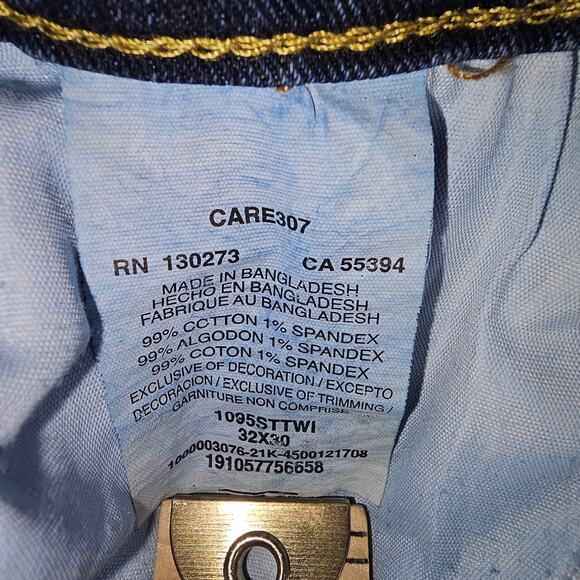 CARE307
RN 130273 CA 55394
MADE IN BANGLADESH
HECHO EN BANGLADESH
FABRIQUE AU BANGLADESH
99% COTTON 1% SPANDEX
99% ALGODON 1% SPANDEX
99% COTON 1% SPANDEX
EXCLUSIVE OF DECORATION / EXCEPTO
DECORACION / EXCLUSIVE OF TRIMMING /
GARNITURE NON COMPRISE
1095STTWI
32X30
1000003076-21K-4500121708
191057756658